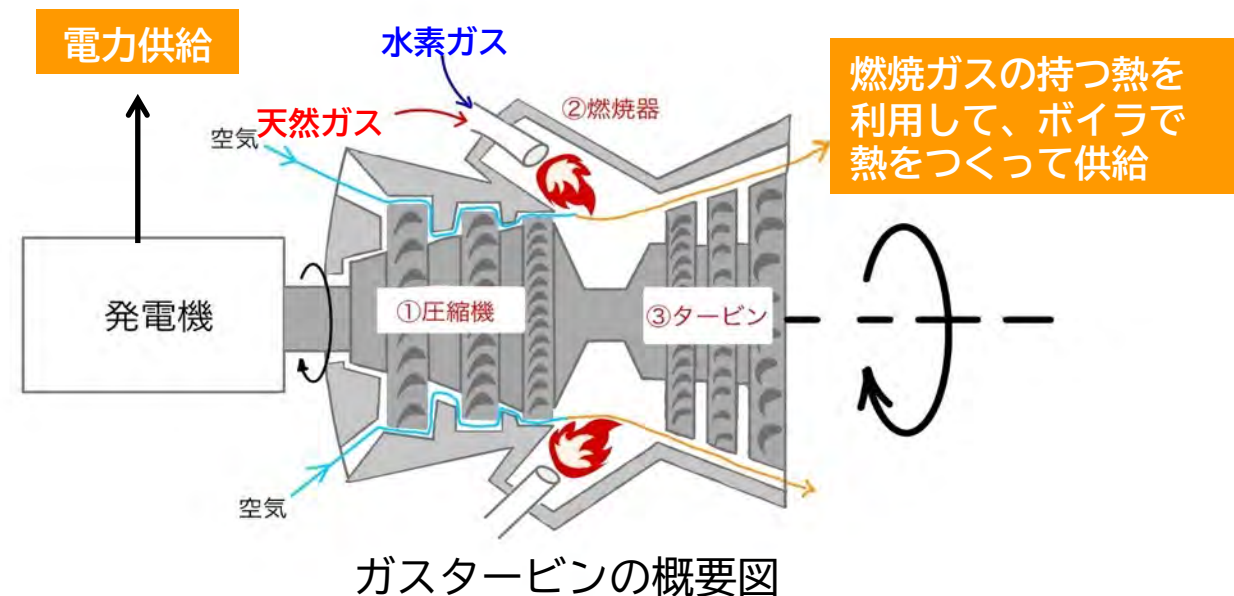 電力供給
水素ガス
燃焼ガスの持つ熱を
利用して、ボイラで
熱をつくって供給
②燃焼器
天然ガス
空気
発電機
①圧縮機
③タービン
空気
ガスタービンの概要図